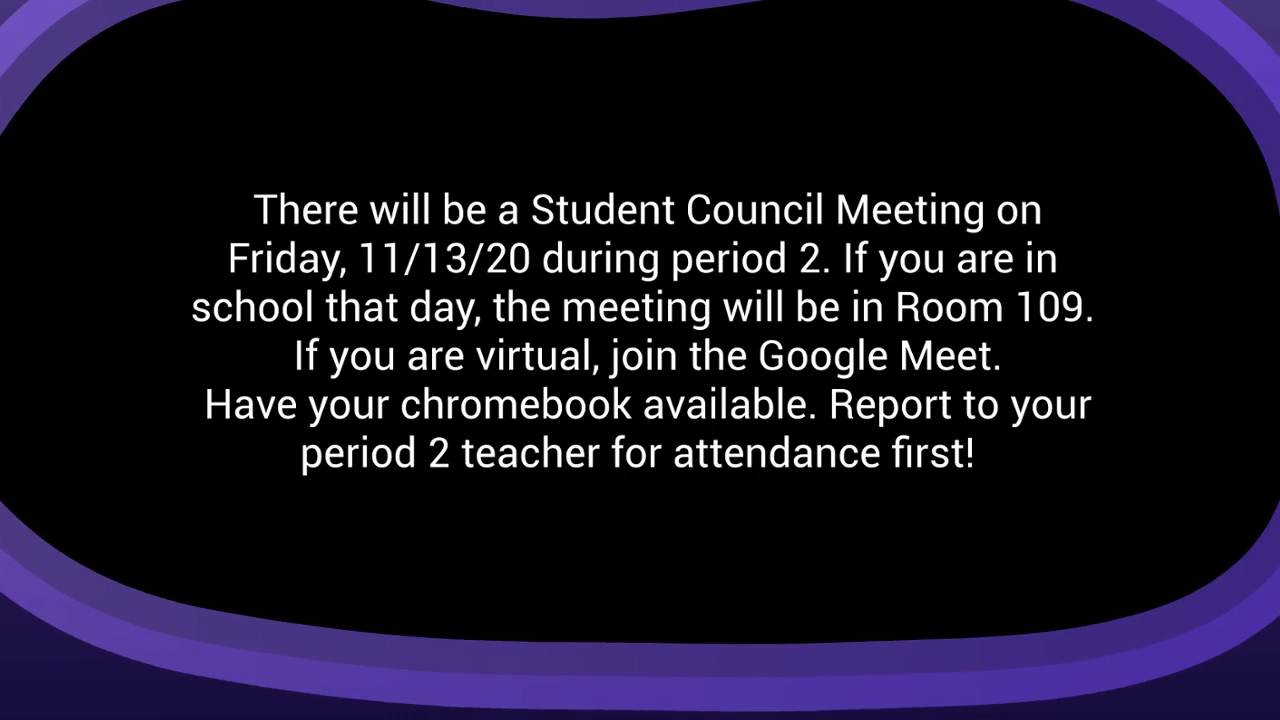 There will be a Student Council Meeting on
Friday, 11/13/20 during period 2. If you are in
school that day, the meeting will be in Room 109.
If you are virtual, join the Google Meet.
Have your chromebook available. Report to your
period 2 teacher for attendance first!